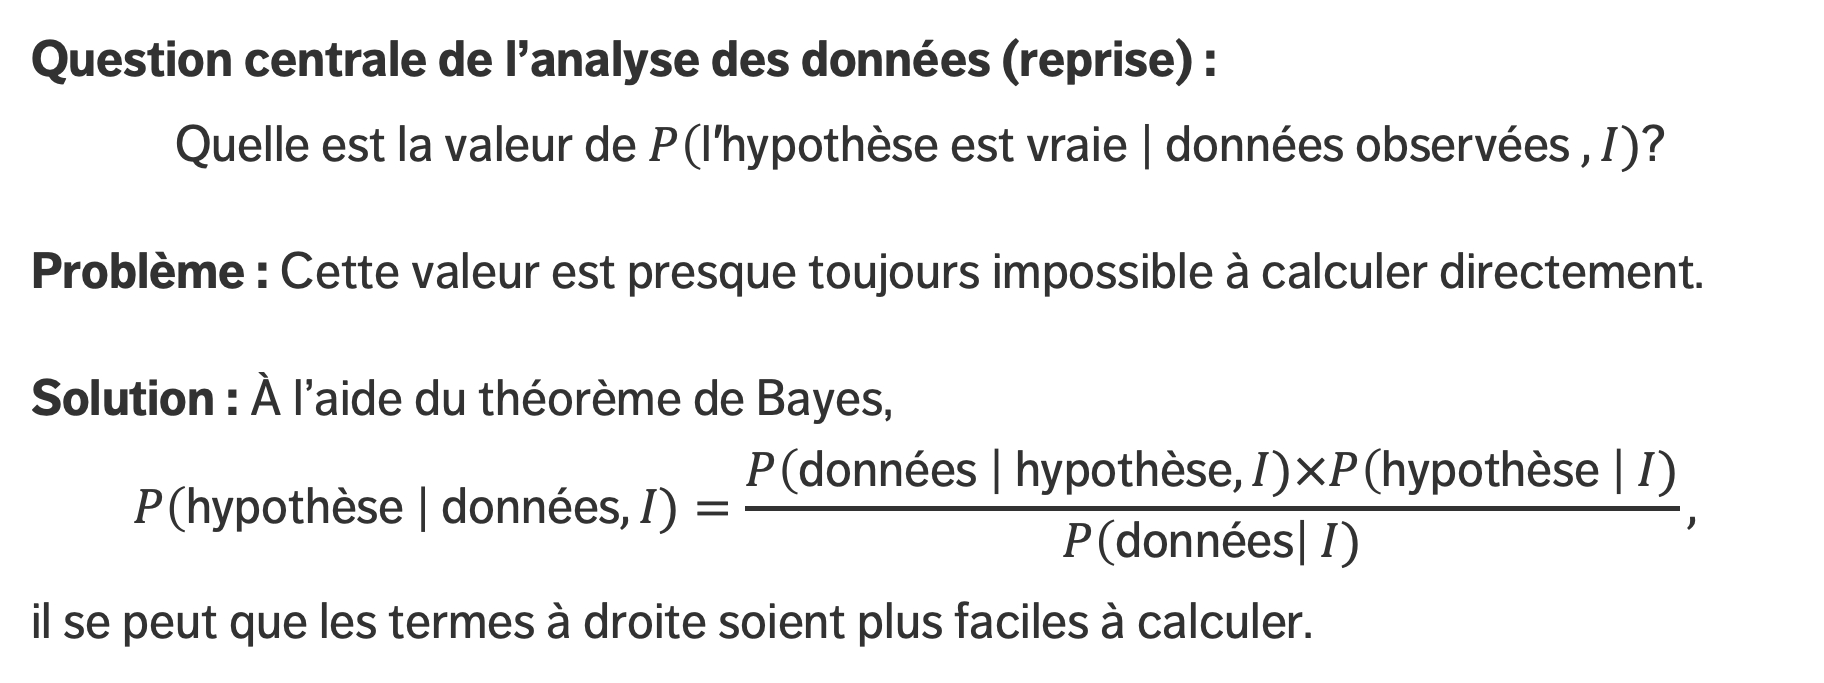 Question centrale de l’analyse des données (reprise) :
Quelle est la valeur de P(l'hypothèse est vraie | données observées , I)?
Problème : Cette valeur est presque toujours impossible à calculer directement.
Solution : À l’aide du théorème de Bayes,
P(hypothèse | données, I) = P(données | hypothèse, I)×P(hypothèse | I) / P(données| I) ,
il se peut que les termes à droite soient plus faciles à calculer.